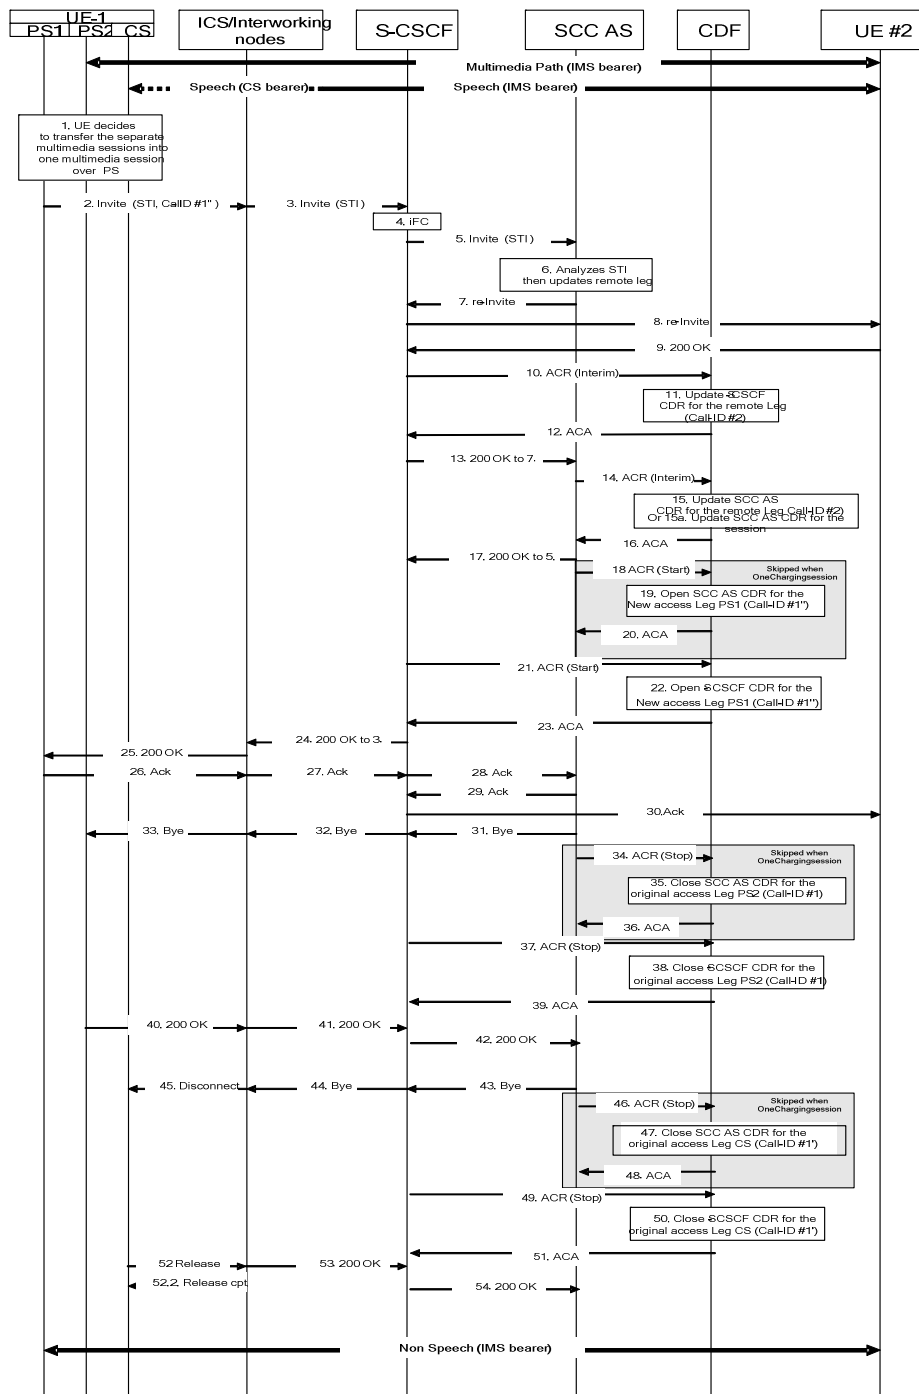 UE-1
PS1 PS2 CS
ICS/Interworking
nodes
S-CSCF
SCC AS
CDF
UE #2
Multimedia Path (IMS bearer)
Speech (CS bearer)
Speech (IMS bearer)
1. UE decides
to transfer the separate
multimedia sessions into
one multimedia session
over PS
2. Invite (STI, CallID #1'')
3. Invite (STI)
4. iFC
5. Invite (STI)
6. Analyzes STI
then updates remote leg
7. re-Invite
8. re-Invite
9. 200 OK
10. ACR (Interim)
11. Update S-CSCF
CDR for the remote Leg
(Call-ID #2)
12. ACA
13. 200 OK to 7.
14. ACR (Interim)
15. Update SCC AS
CDR for the remote Leg Call-ID #2)
Or 15a. Update SCC AS CDR for the
session
16. ACA
17. 200 OK to 5.
18 ACR (Start)
Skipped when
OneChargingsession
19. Open SCC AS CDR for the
New access Leg PS1 (Call-ID #1'')
20. ACA
21. ACR (Start)
22. Open S-CSCF CDR for the
New access Leg PS1 (Call-ID #1'')
23. ACA
24. 200 OK to 3.
25. 200 OK
26. Ack
27. Ack
28. Ack
29. Ack
30.Ack
33. Bye
32. Bye
31. Bye
34. ACR (Stop)
Skipped when
OneChargingsession
35. Close SCC AS CDR for the
original access Leg PS2 (Call-ID #1)
36. ACA
37. ACR (Stop)
38. Close S-CSCF CDR for the
original access Leg PS2 (Call-ID #1)
39. ACA
40. 200 OK
41. 200 OK
42. 200 OK
45. Disconnect
44. Bye
43. Bye
46. ACR (Stop)
Skipped when
OneChargingsession
47. Close SCC AS CDR for the
original access Leg CS (Call-ID #1')
48. ACA
49. ACR (Stop)
50. Close S-CSCF CDR for the
original access Leg CS (Call-ID #1')
51. ACA
52 Release
53. 200 OK
52.2. Release cpt
54. 200 OK
Non Speech (IMS bearer)